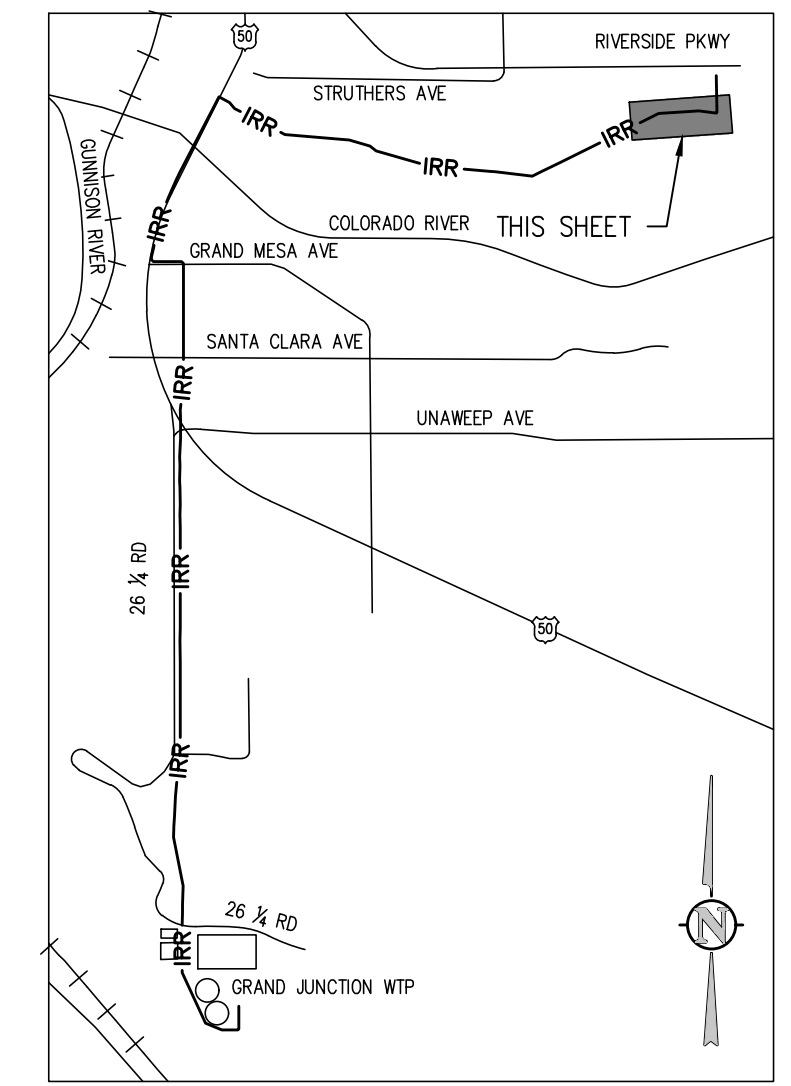 50
RIVERSIDE PKWY
STRUTHERS AVE
IRR
IRR
IRR
GUNNISON RIVER
IRR
COLORADO RIVER
THIS SHEET
GRAND MESA AVE
SANTA CLARA AVE
IRR
UNAWEEP AVE
26 ¼ RD
IRR
50
IRR
26 ¼ RD
N
IRR
GRAND JUNCTION WTP